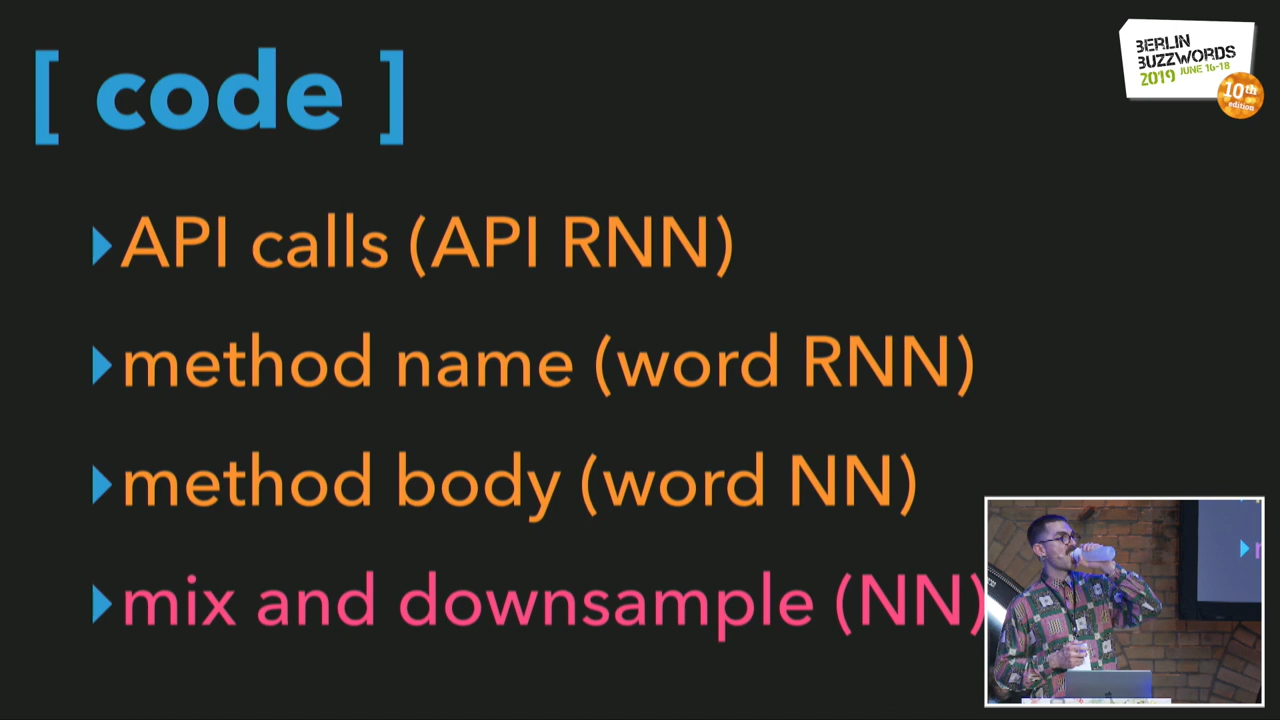 [ code ]
BERLIN
BUZZWORDS
2019 JUNE 16-18
10th
edition
API calls (API RNN)
method name (word RNN)
method body (word NN)
mix and downsample (NN)